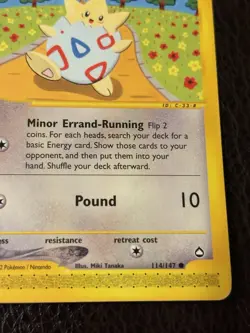 Minor Errand-Running Flip 2
coins. For each heads, search your deck for a
basic Energy card. Show those cards to your
opponent, and then put them into your
hand. Shuffle your deck afterward.
Pound 10
resistance retreat cost
Pokémon / Nintendo Illus. Miki Tanaka 114/147